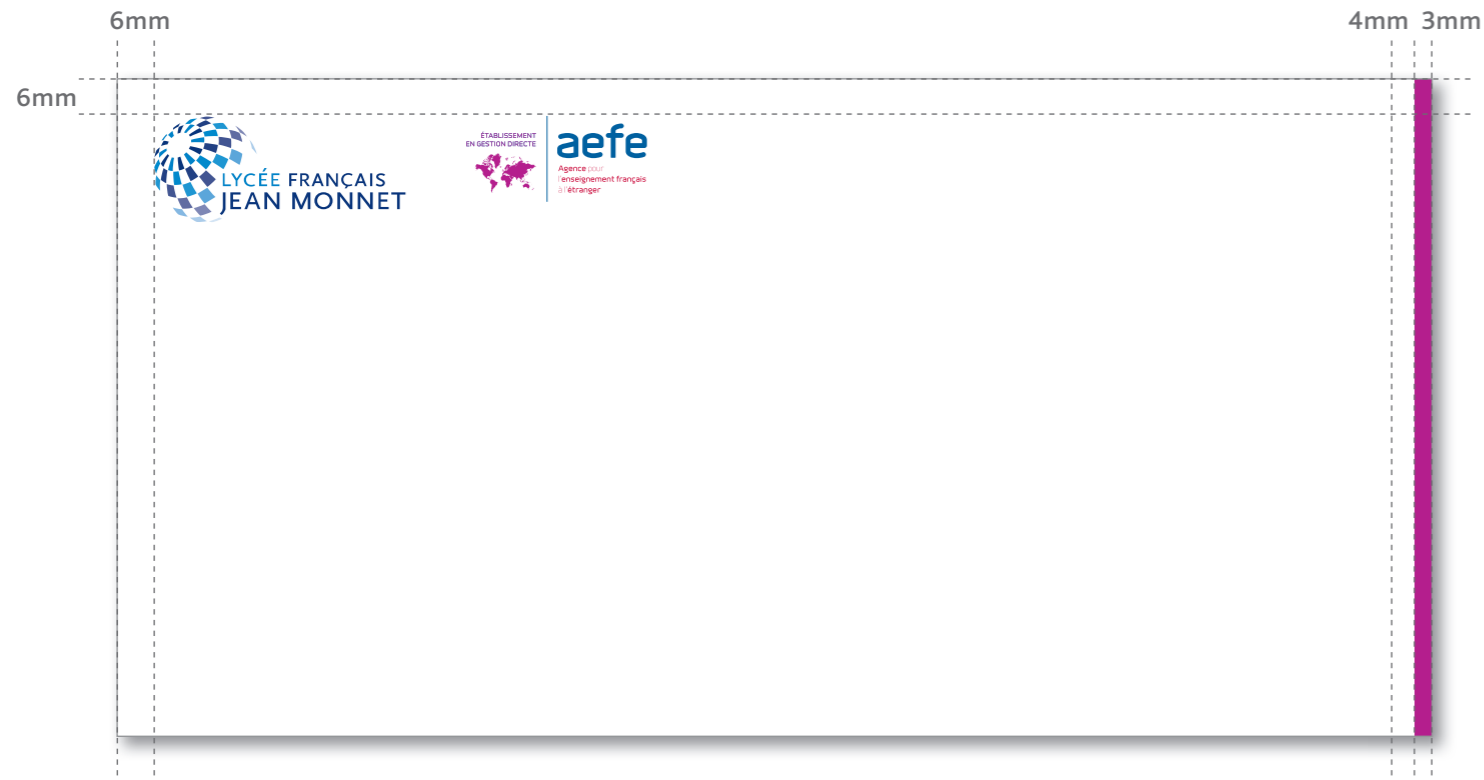 6mm
4mm 3mm
6mm
LYCÉE FRANÇAIS
JEAN MONNET
ÉTABLISSEMENT
EN GESTION DIRECTE
aefe
Agence pour
l'enseignement français
à l'étranger